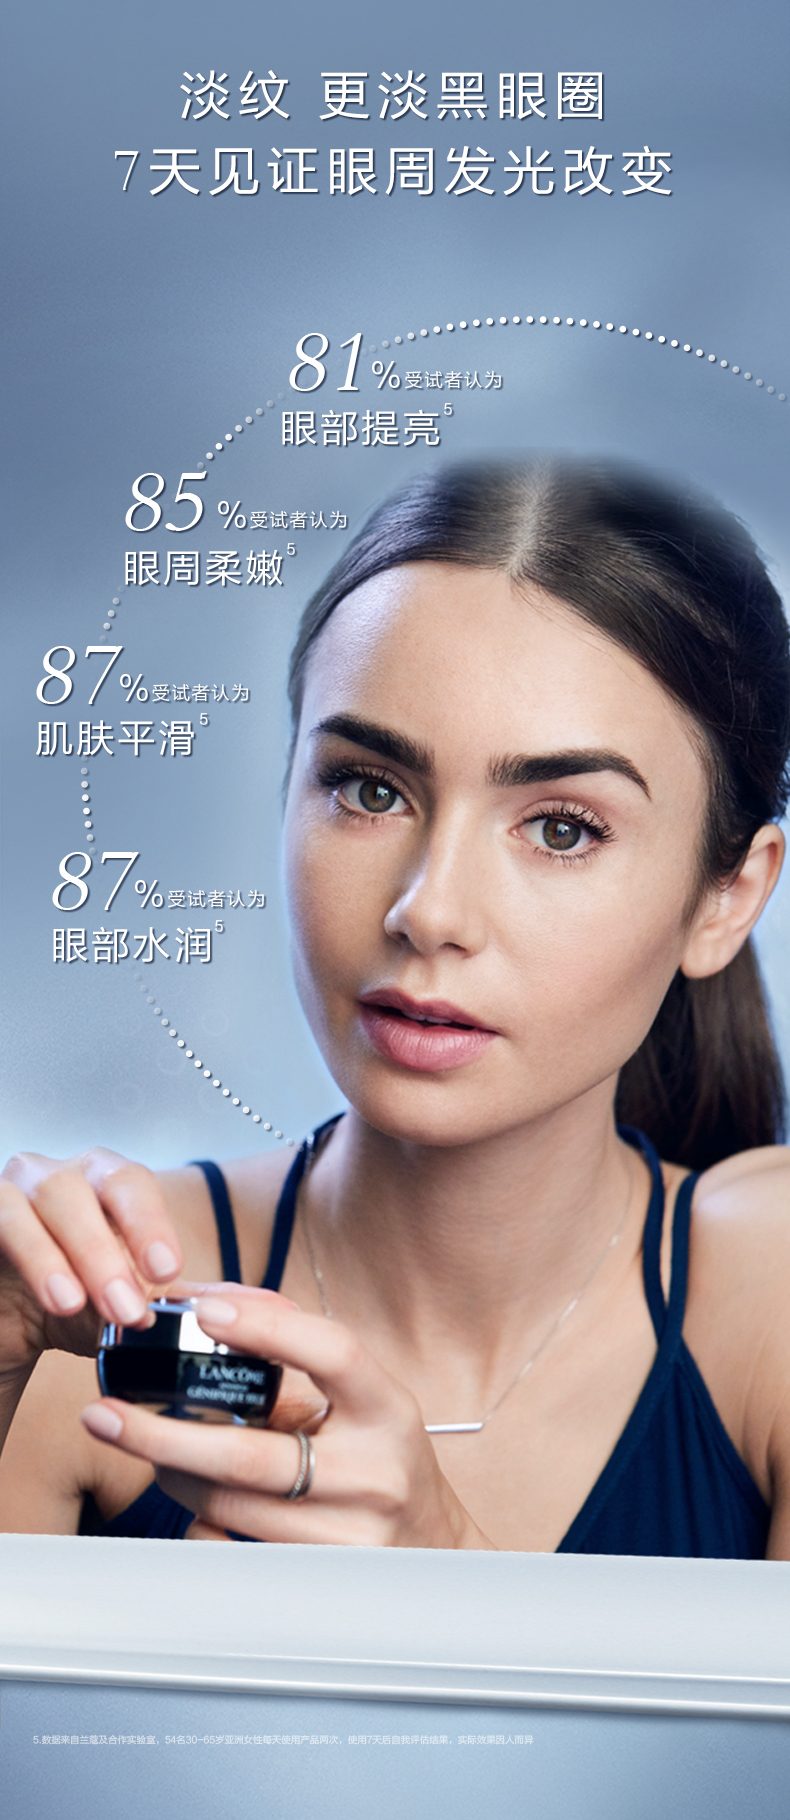 淡纹 更淡黑眼圈
7天见证眼周发光改变
81%受试者认为
眼部提亮5
85%受试者认为
眼周柔嫩5
87%受试者认为
肌肤平滑5
87%受试者认为
眼部水润5
LANCÔME
GÉNIFIQUE
5.数据来自兰蔻及合作实验室，54名30-65岁亚洲女性每天使用产品两次，使用7天后自我评估结果，实际效果因人而异